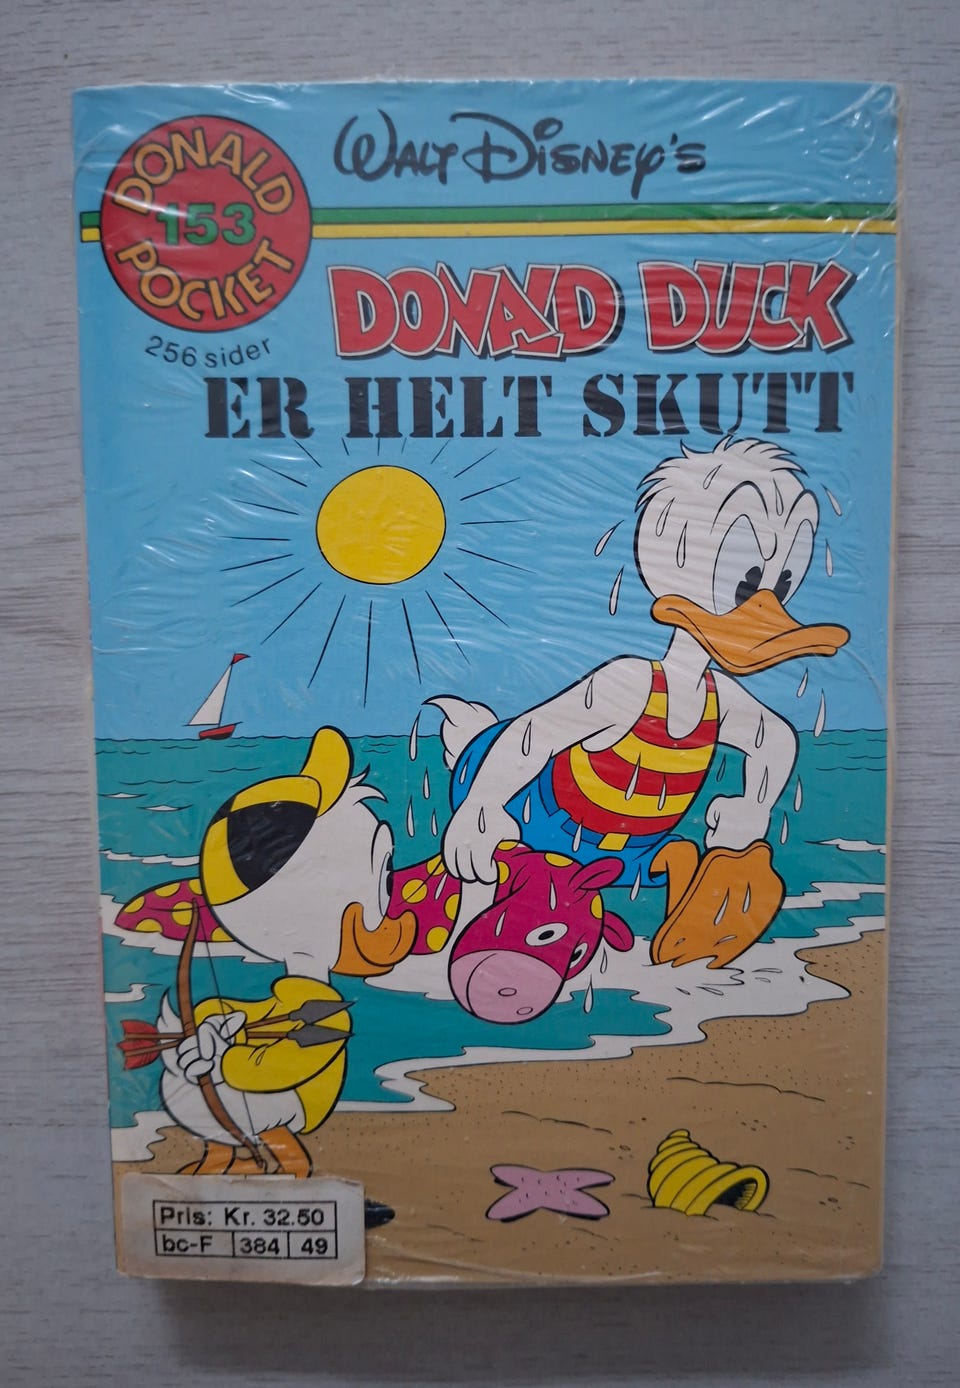 WALT DISNEY'S
DONALD
153
POCKET
256 sider
DONALD DUCK
ER HELT SKUTT
Pris: Kr. 32.50
bc-F 384 49